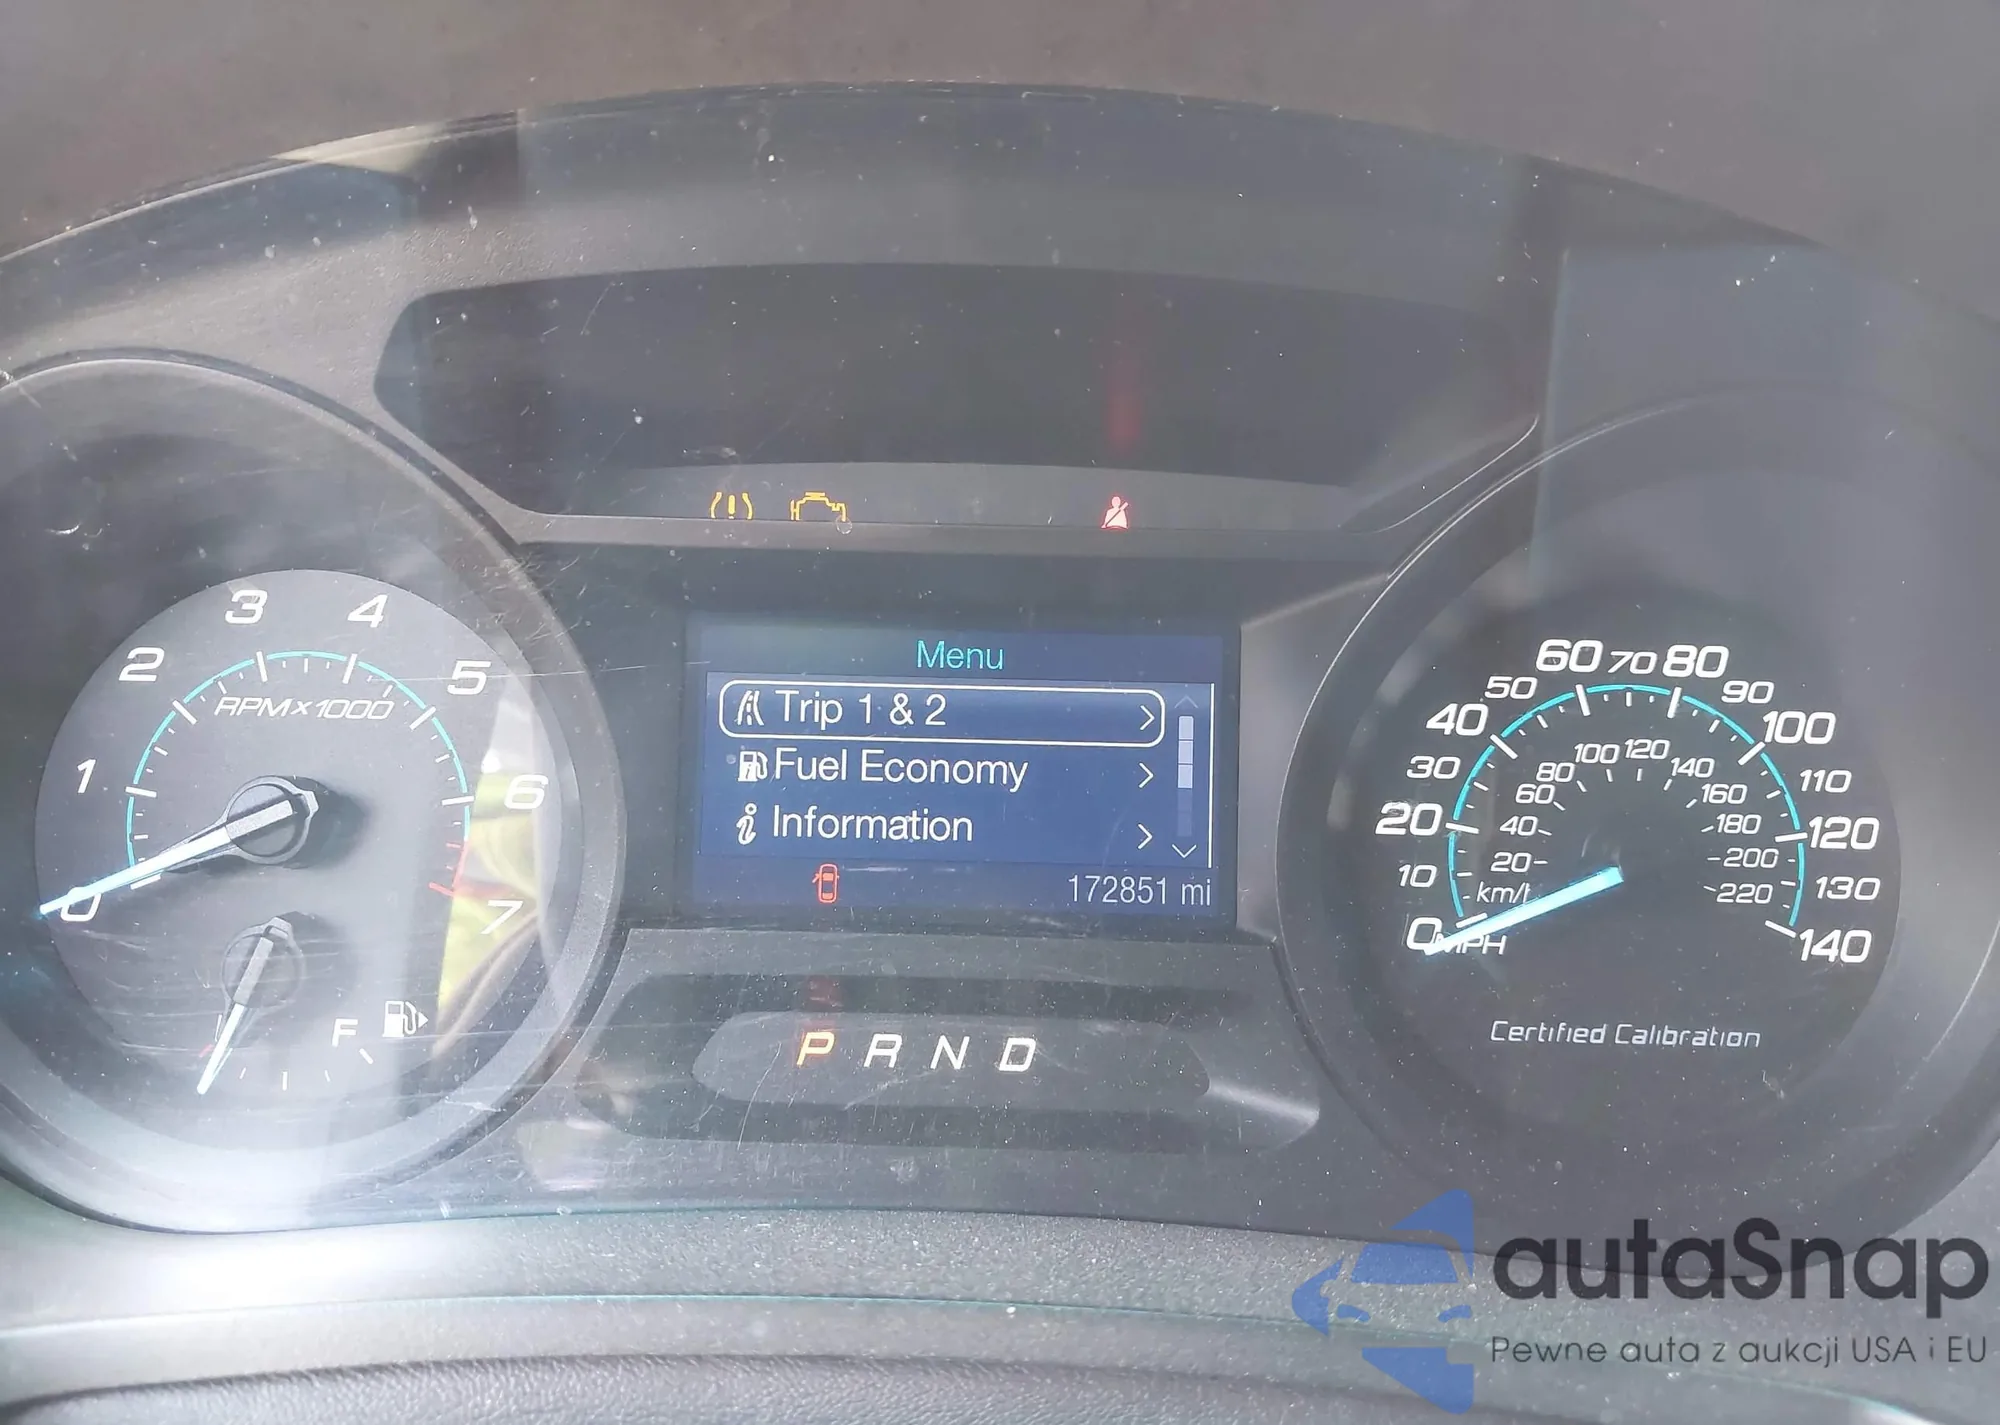 3 4
2 5
RPMx1000
1 6
0 7
F
Menu
Trip 1 & 2
Fuel Economy
Information
172851 mi
P R N D
60 70 80
50 90
40 100
30 110
20 120
10 130
0 140
MPH
100 120 140
80 160
60 180
40 200
20 220
km/h
Certified Calibration
autaSnap
Pewne auta z aukcji USA i EU